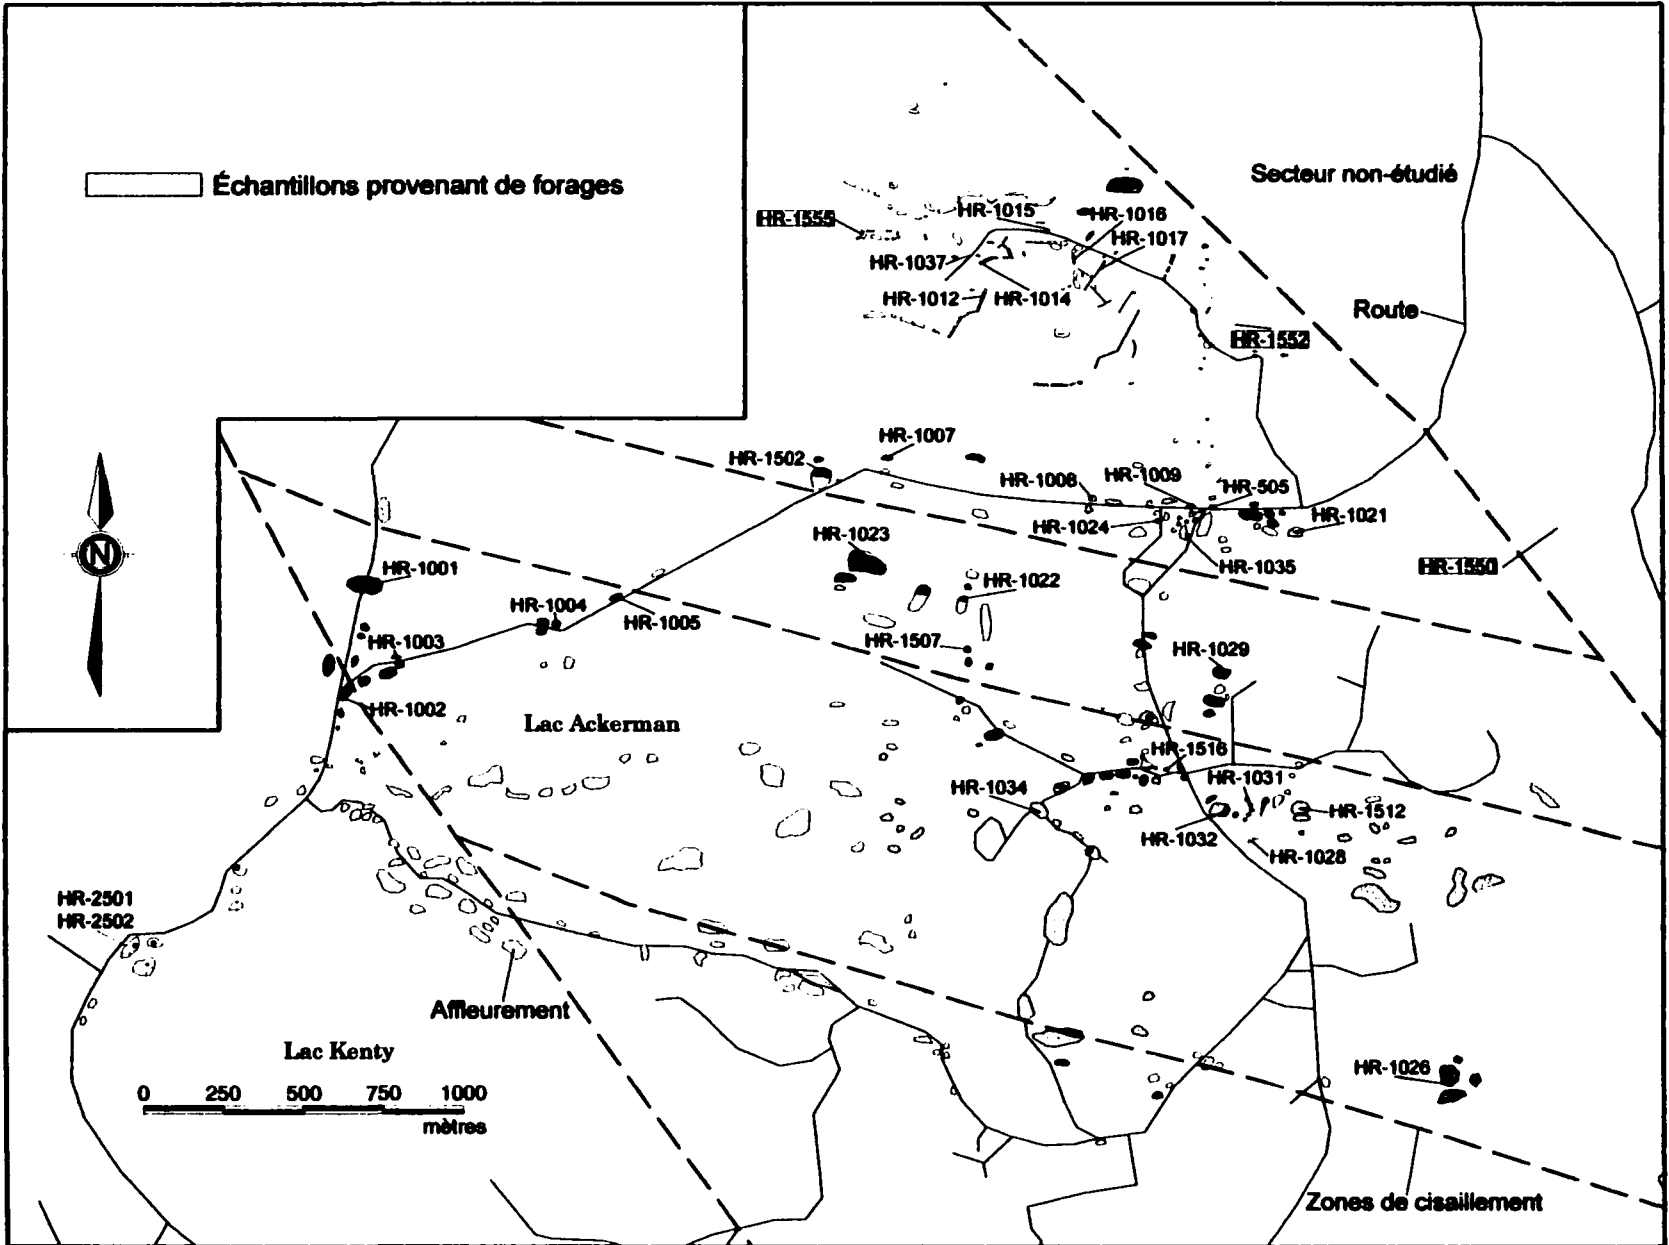 Échantillons provenant de forages
Secteur non-étudié
HR-1555
HR-1015
HR-1016
HR-1017
HR-1037
HR-1012
HR-1014
Route
HR-1552
HR-1007
HR-1502
HR-1008
HR-1009
HR-505
HR-1024
HR-1021
HR-1023
HR-1035
HR-1550
N
HR-1001
HR-1022
HR-1004
HR-1005
HR-1003
HR-1507
HR-1029
HR-1002
Lac Ackerman
HR-1516
HR-1034
HR-1031
HR-1512
HR-1032
HR-1028
HR-2501
HR-2502
Affleurement
Lac Kenty
HR-1026
0 250 500 750 1000
mètres
Zones de cisaillement